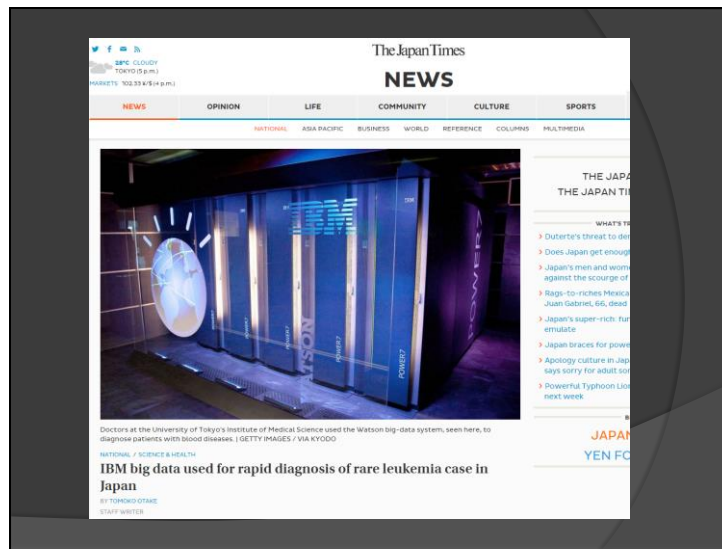 The Japan Times
28°C CLOUDY
TOKYO (5 p.m.)
MARKETS 102.33 ¥/$ (4 p.m.)
NEWS
NEWS OPINION LIFE COMMUNITY CULTURE SPORTS
NATIONAL ASIA PACIFIC BUSINESS WORLD REFERENCE COLUMNS MULTIMEDIA
IBM
IBM
WATSON
POWER7
POWER7
POWER7
THE JAPA
THE JAPAN TI
WHAT'S TR
Duterte's threat to de
Does Japan get enoug
Japan's men and wome
against the scourge of
Rags-to-riches Mexica
Juan Gabriel, 66, dead
Japan's super-rich: fu
emulate
Japan braces for powe
Apology culture in Jap
says sorry for adult so
Powerful Typhoon Lio
next week
JAPAN
YEN FO
Doctors at the University of Tokyo's Institute of Medical Science used the Watson big-data system, seen here, to
diagnose patients with blood diseases. | GETTY IMAGES / VIA KYODO
NATIONAL / SCIENCE & HEALTH
IBM big data used for rapid diagnosis of rare leukemia case in
Japan
BY TOMOKO OTAKE
STAFF WRITER